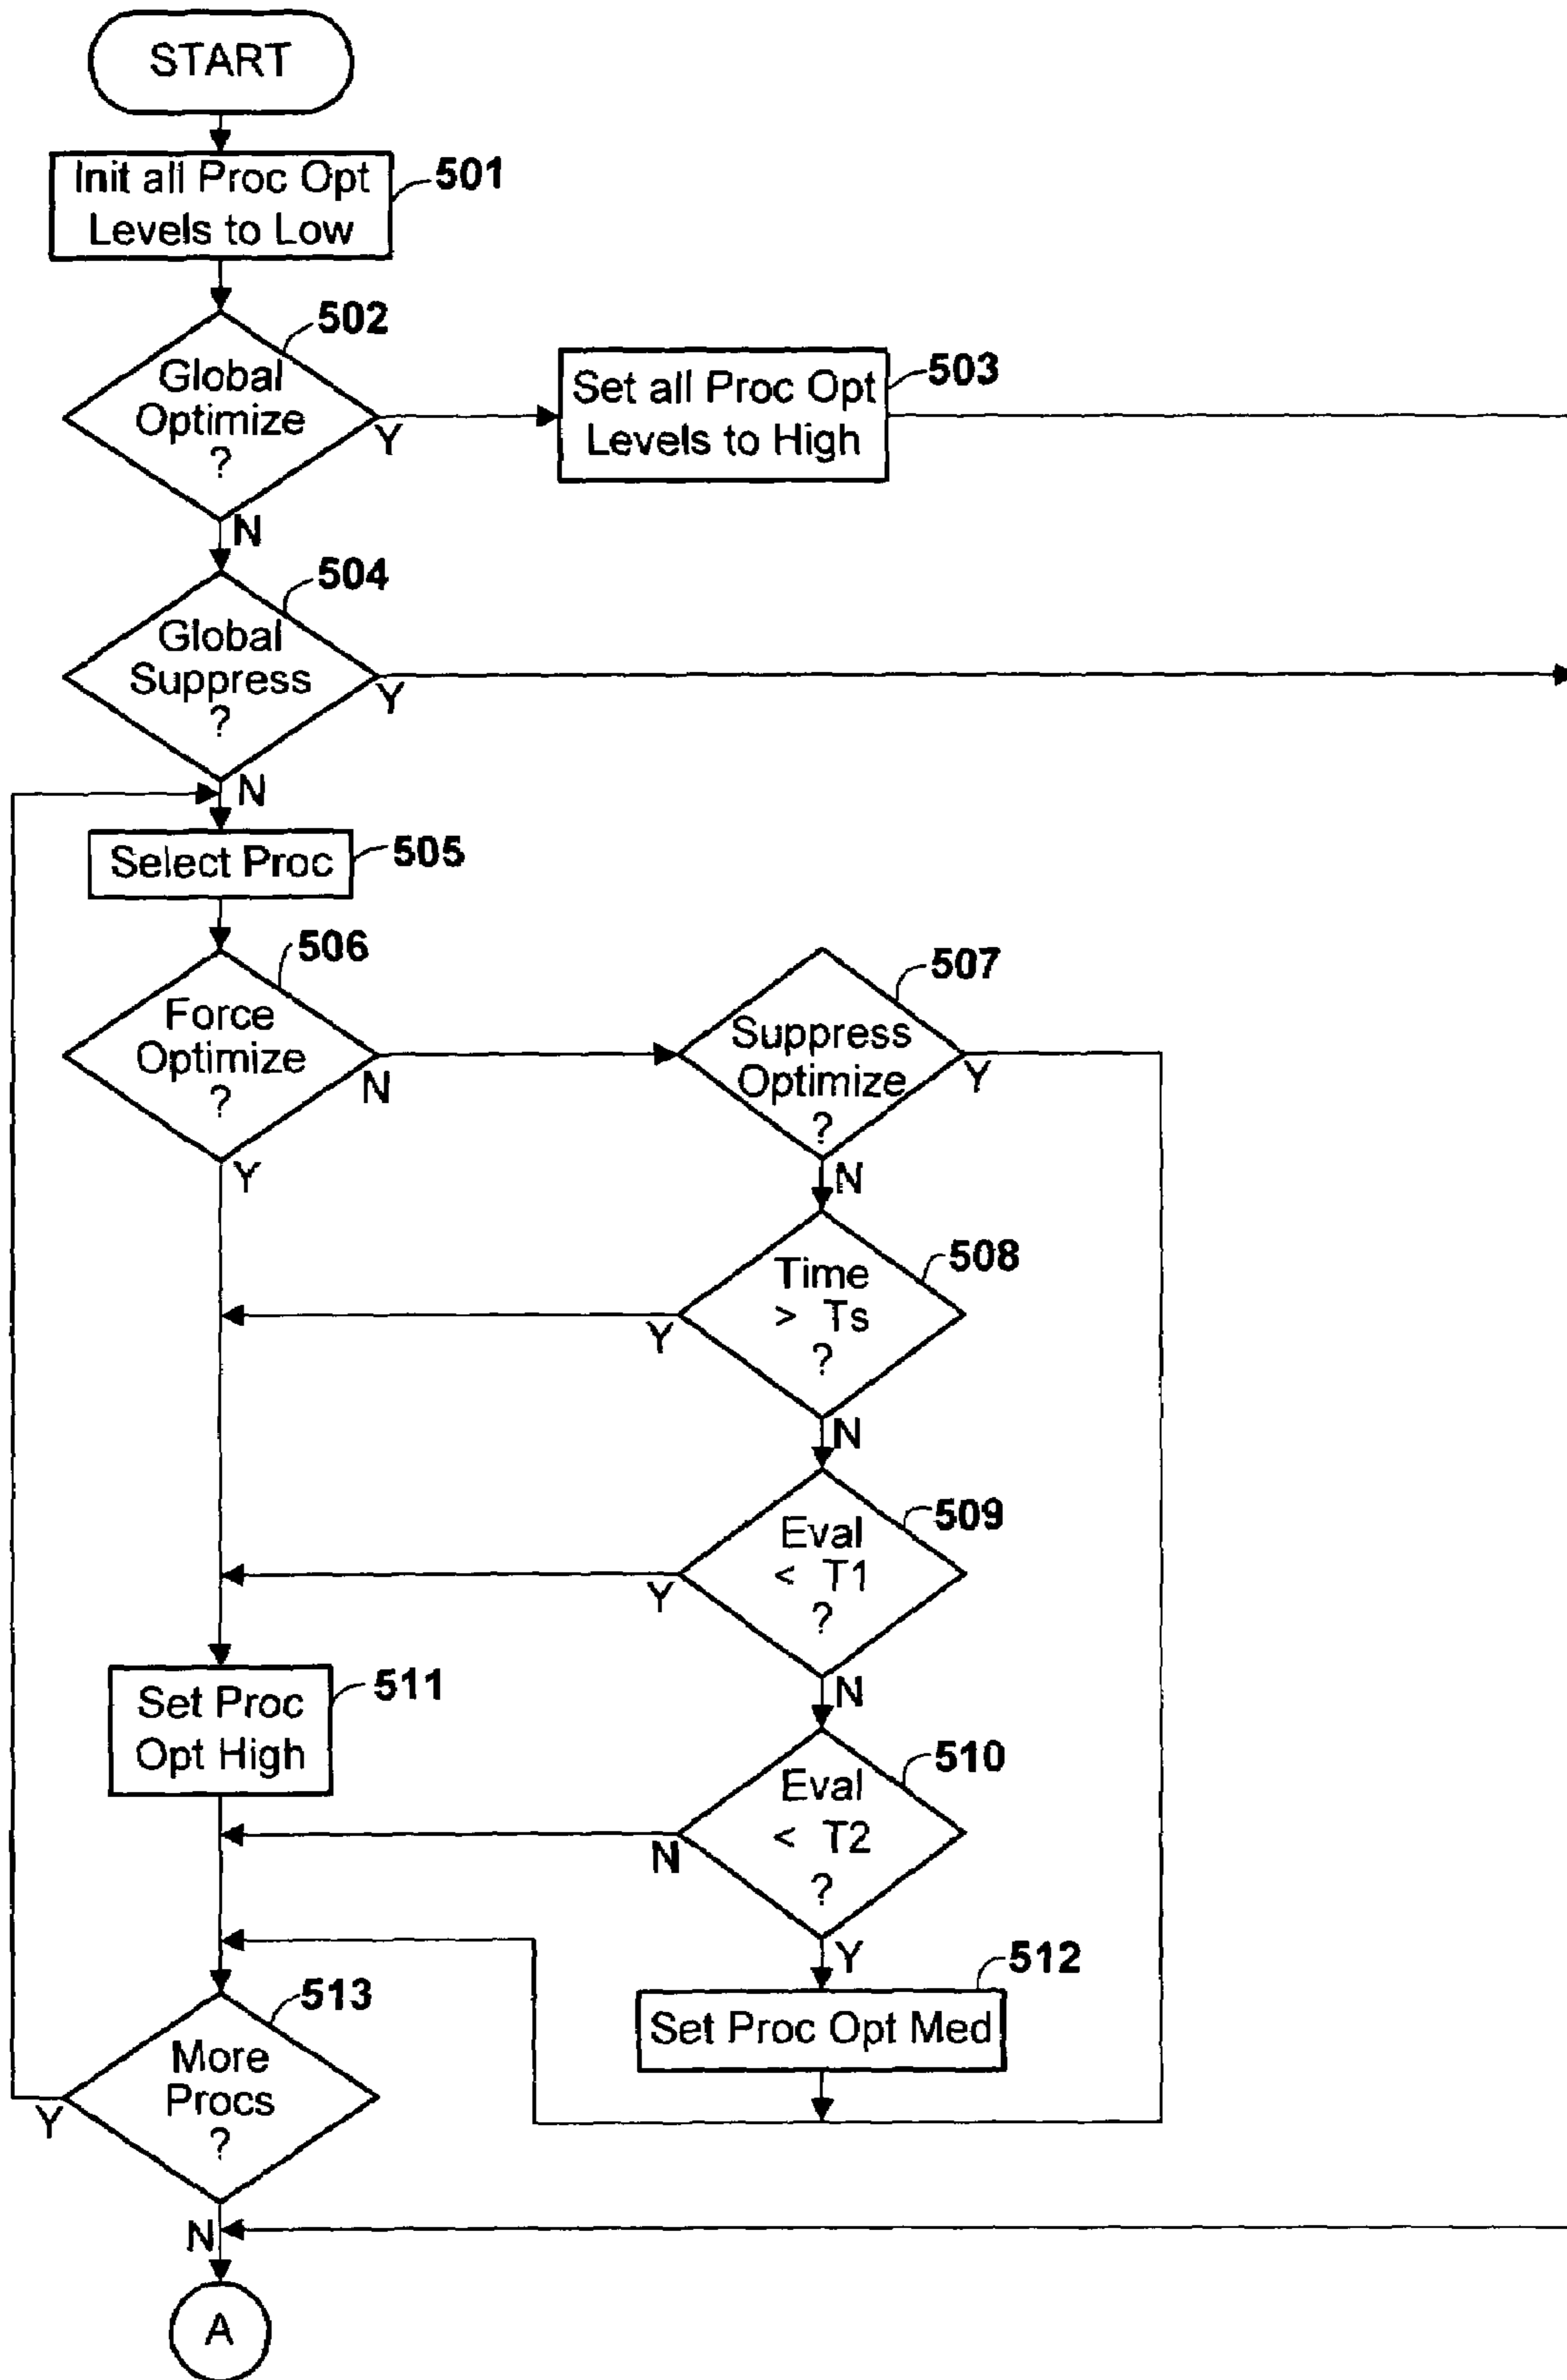 START
Init all Proc Opt
Levels to Low
501
502
Global
Optimize
?
Y
N
Set all Proc Opt
Levels to High
503
504
Global
Suppress
?
Y
N
Select Proc
505
506
Force
Optimize
?
N
Y
507
Suppress
Optimize
?
Y
N
508
Time
> Ts
?
Y
N
509
Eval
< T1
?
Y
N
Set Proc
Opt High
511
510
Eval
< T2
?
N
Y
512
Set Proc Opt Med
513
More
Procs
?
Y
N
A